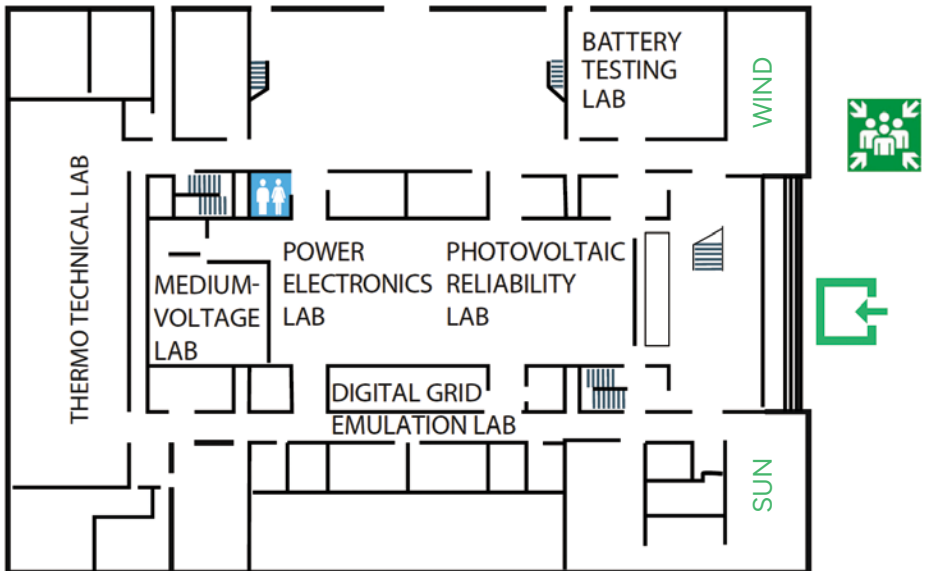 BATTERY
TESTING
LAB
WIND
THERMO TECHNICAL LAB
POWER
ELECTRONICS
LAB
PHOTOVOLTAIC
RELIABILITY
LAB
MEDIUM-
VOLTAGE
LAB
DIGITAL GRID
EMULATION LAB
SUN